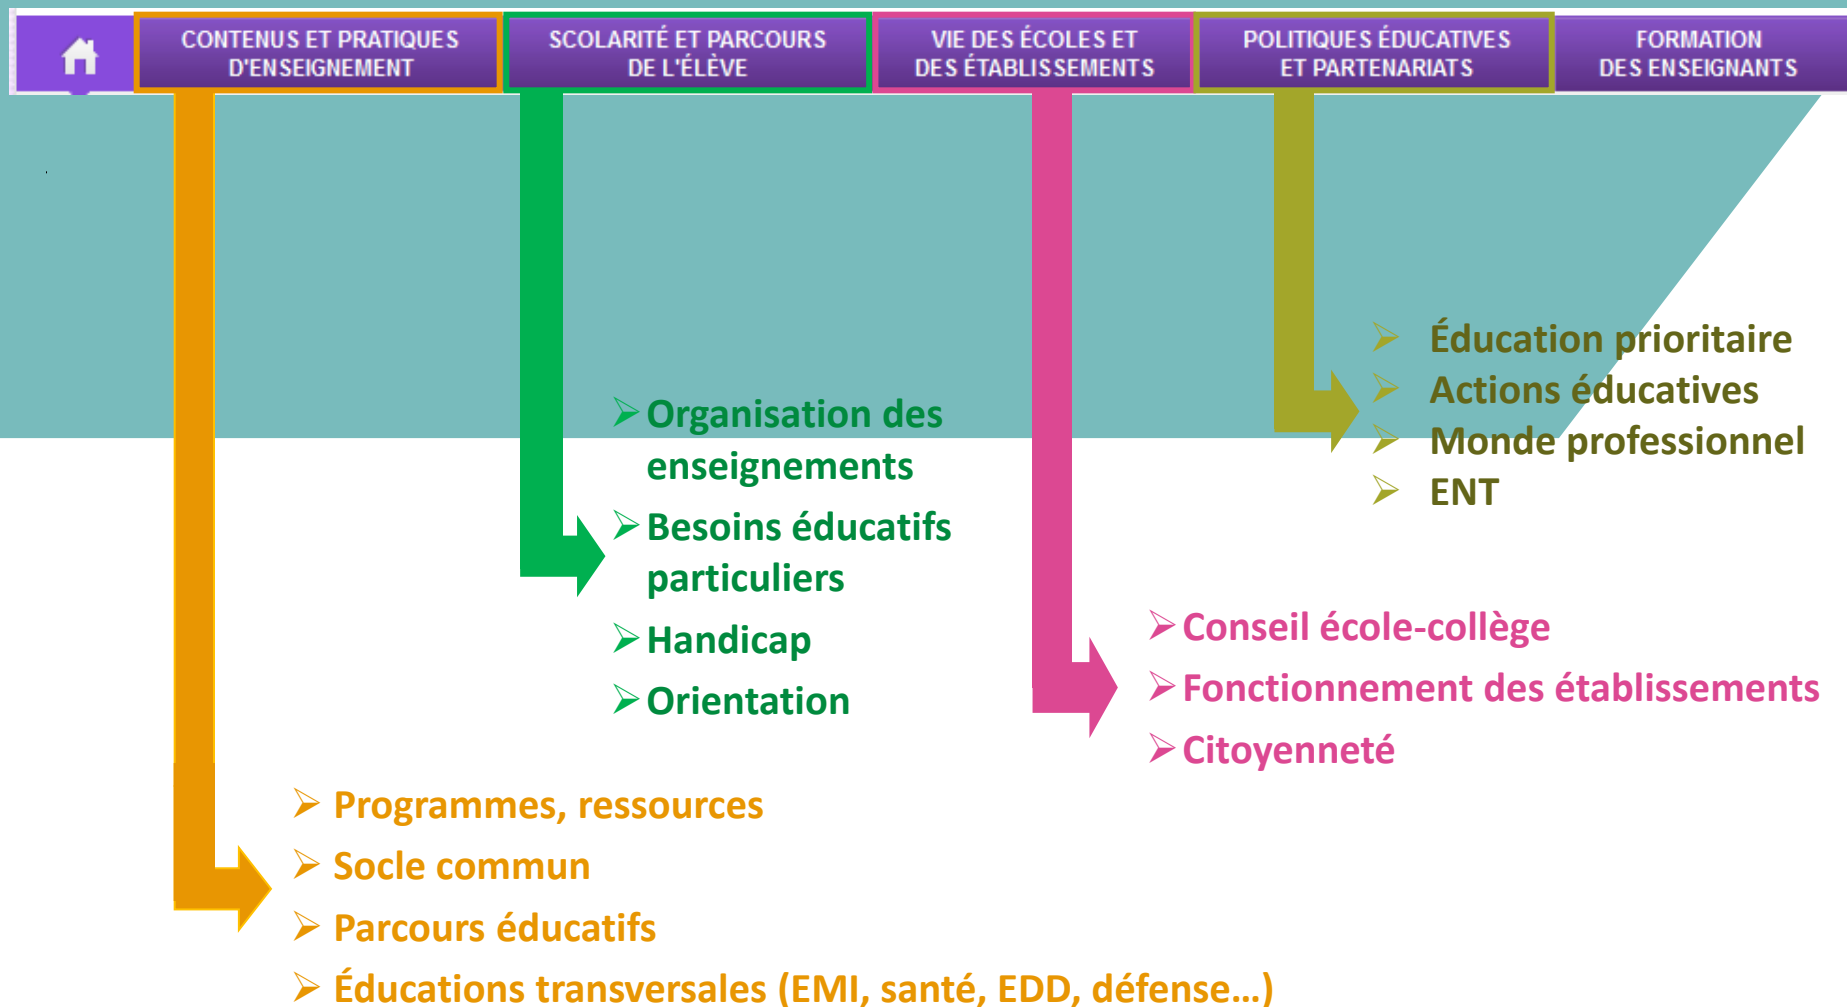 CONTENUS ET PRATIQUES
D'ENSEIGNEMENT
SCOLARITÉ ET PARCOURS
DE L'ÉLÈVE
VIE DES ÉCOLES ET
DES ÉTABLISSEMENTS
POLITIQUES ÉDUCATIVES
ET PARTENARIATS
FORMATION
DES ENSEIGNANTS
Éducation prioritaire
Actions éducatives
Monde professionnel
ENT
Organisation des
enseignements
Besoins éducatifs
particuliers
Handicap
Orientation
Conseil école-collège
Fonctionnement des établissements
Citoyenneté
Programmes, ressources
Socle commun
Parcours éducatifs
Éducations transversales (EMI, santé, EDD, défense…)